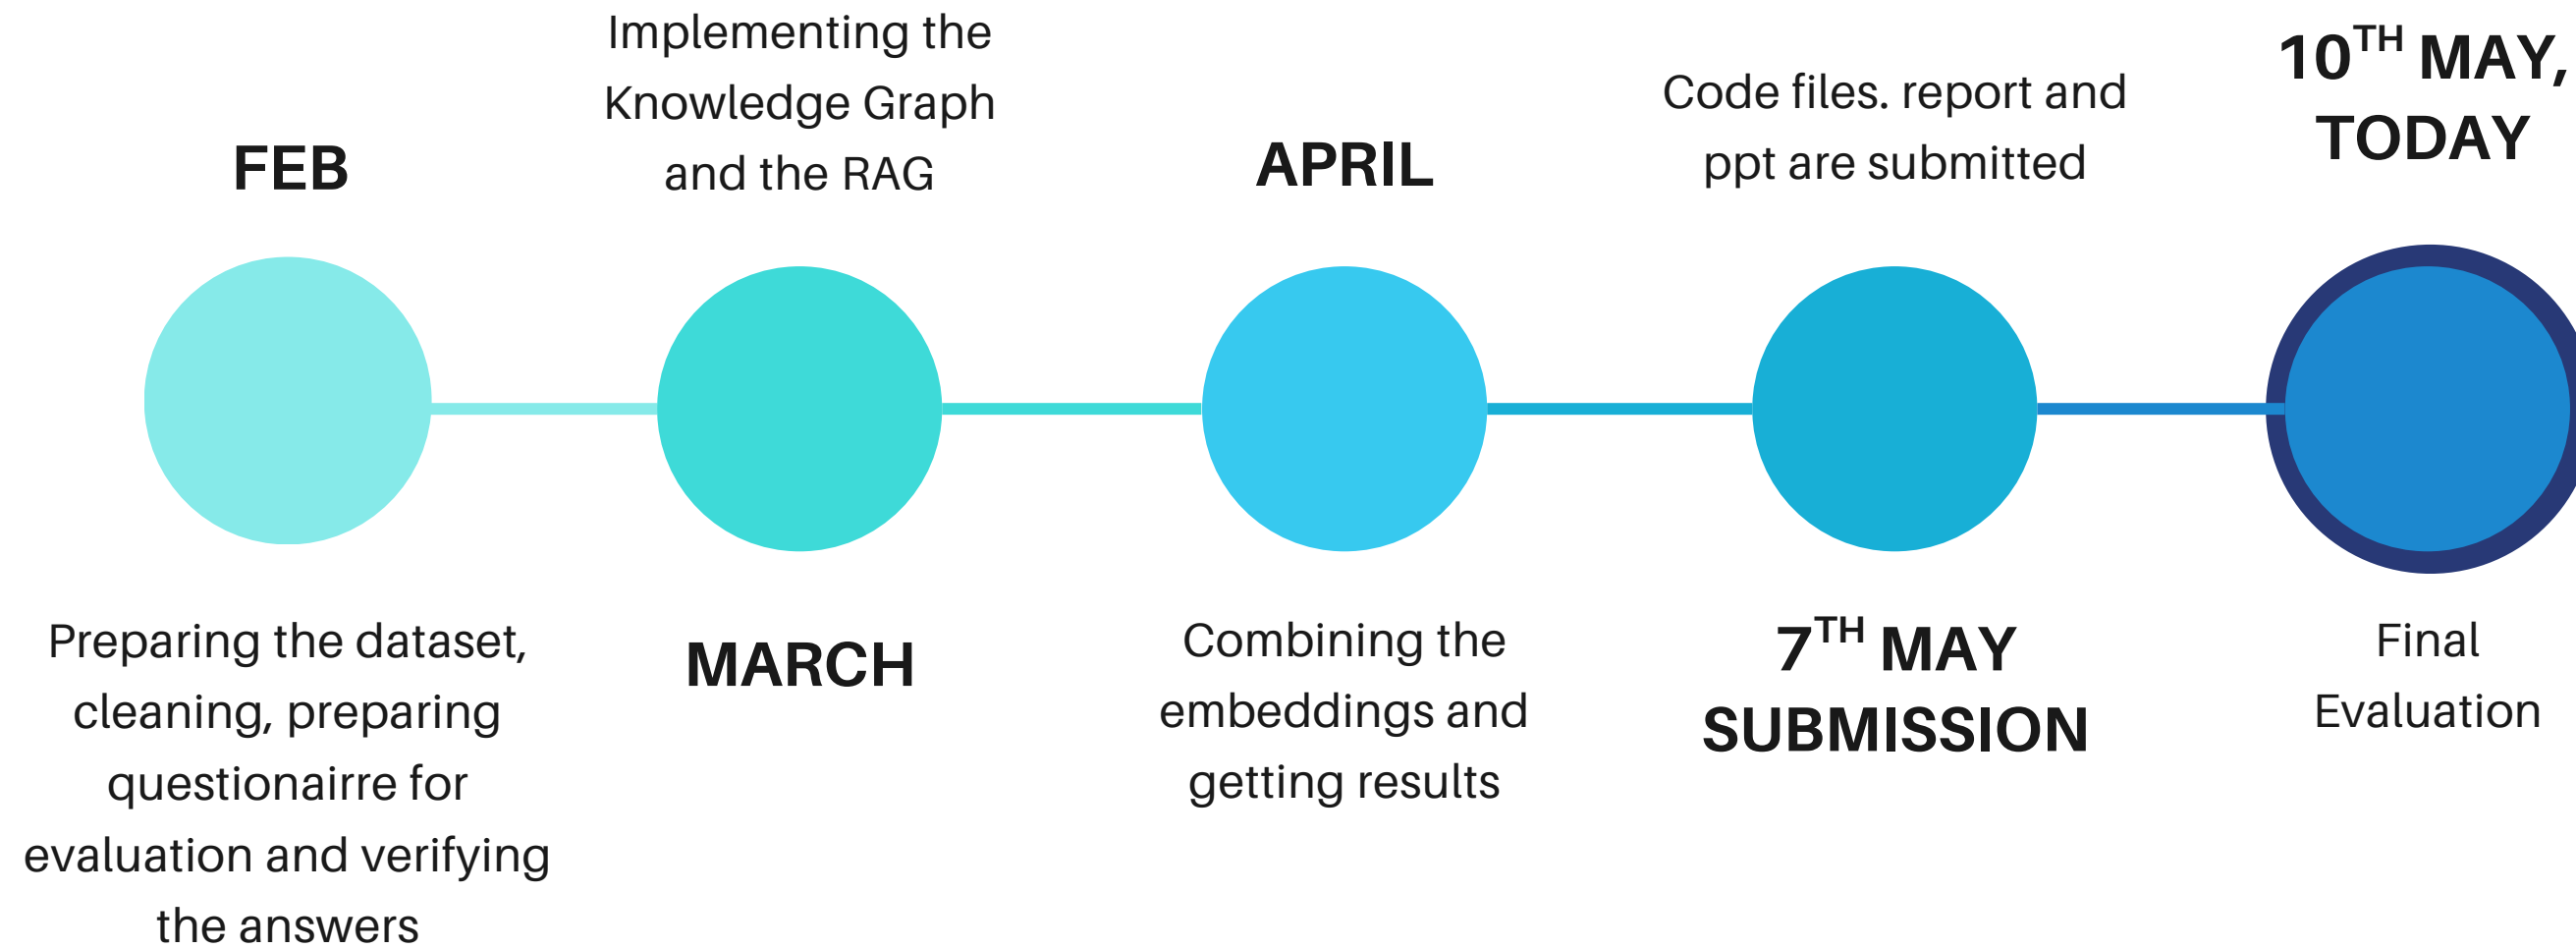 FEB
Preparing the dataset,
cleaning, preparing
questionairre for
evaluation and verifying
the answers
Implementing the
Knowledge Graph
and the RAG
MARCH
APRIL
Combining the
embeddings and
getting results
Code files. report and
ppt are submitted
7TH MAY
SUBMISSION
10TH MAY,
TODAY
Final
Evaluation